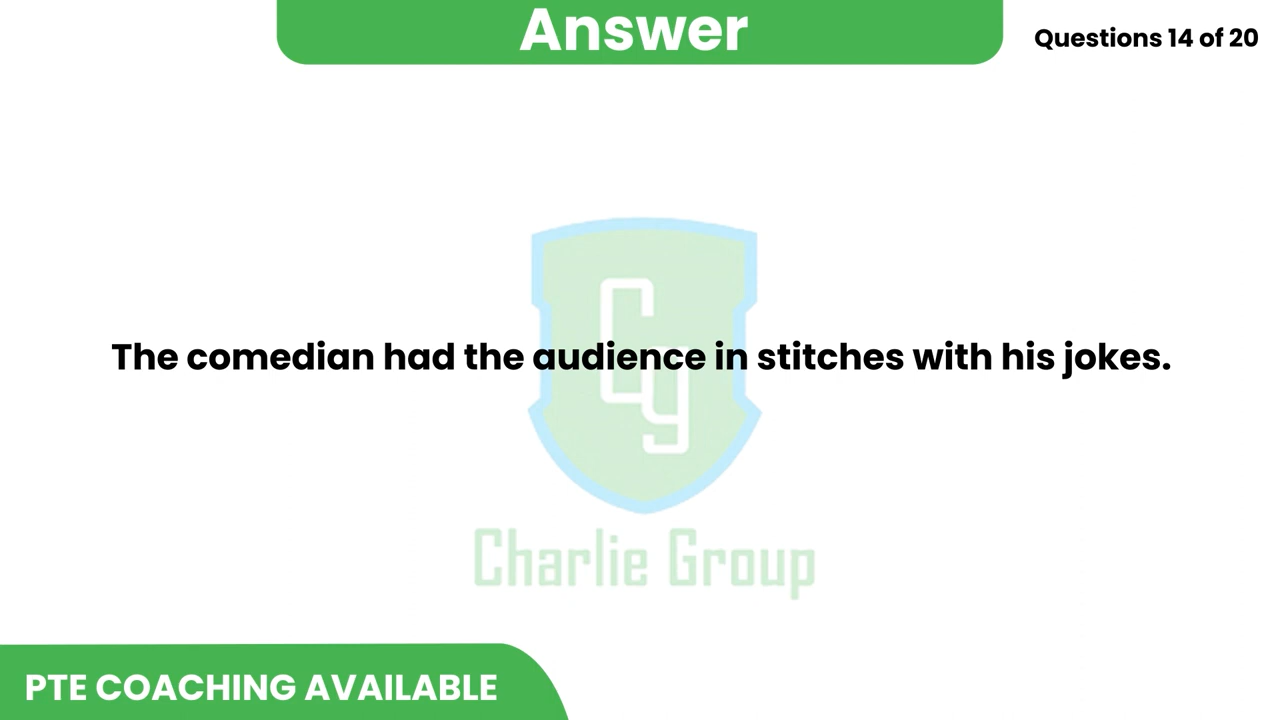 Answer
Questions 14 of 20
The comedian had the audience in stitches with his jokes.
Cg
Charlie Group
PTE COACHING AVAILABLE